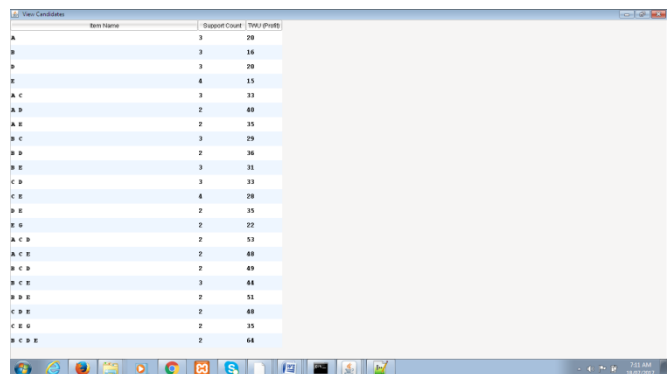 View Candidates
Item Name Support Count TWU (Profit)
A 3 20
B 3 16
D 3 20
E 4 15
A C 3 33
A D 2 40
A E 2 35
B C 3 29
B D 2 36
B E 3 31
C D 3 33
C E 4 20
D E 2 35
E G 2 22
A C D 2 53
A C E 2 48
B C D 2 49
B C E 3 44
B D E 2 51
C D E 2 48
C E G 2 35
B C D E 2 64
7:11 AM